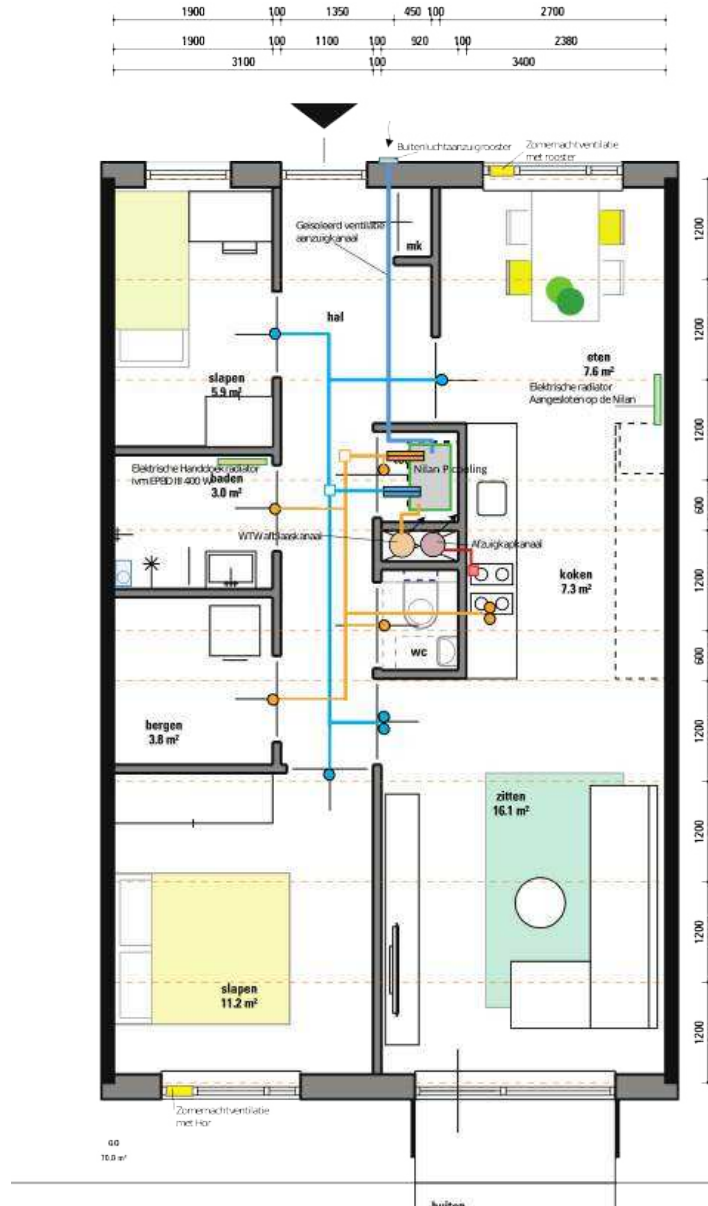 1900 100 1350 450 100 2700
1900 100 1100 100 920 100 2380
3100 100 3400
Buitenluchtaanzuigrooster
Zomernachtventilatie
met rooster
Geïsoleerd ventilatie
aanzuigkanaal
mk
1200
hal
1200
eten
7.6 m²
slapen
5.9 m²
Elektrische radiator
Aangesloten op de Nilan
1200
Elektrische Handdoekradiator
ivm EPBD III 400 W
baden
3.0 m²
Nilan P
600
WTW afblaaskanaal
Afzuigkapkanaal
koken
7.3 m²
1200
wc
600
bergen
3.8 m²
1200
zitten
16.1 m²
1200
1200
slapen
11.2 m²
1200
Zomernachtventilatie
met Hor
GO
70.0 m²
buiten